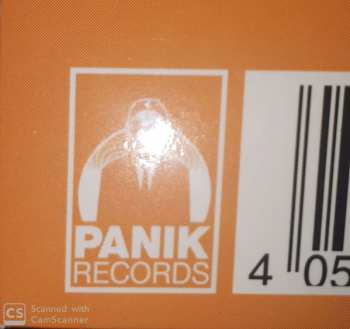 PANIK
RECORDS
4 05
CS Scanned with
CamScanner